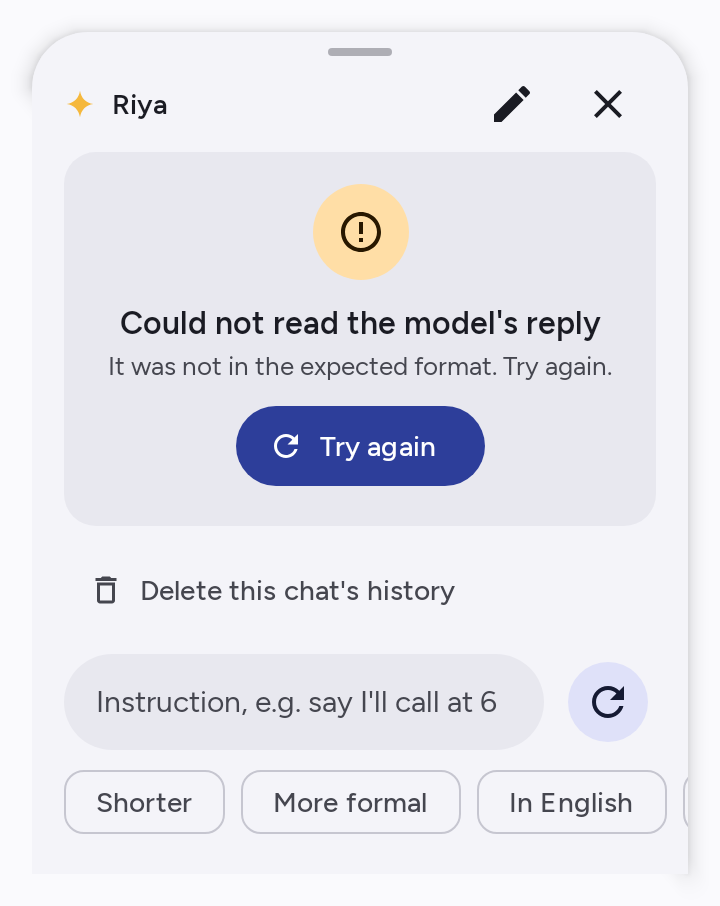 Riya
Could not read the model's reply
It was not in the expected format. Try again.
Try again
Delete this chat's history
Instruction, e.g. say I'll call at 6
Shorter
More formal
In English